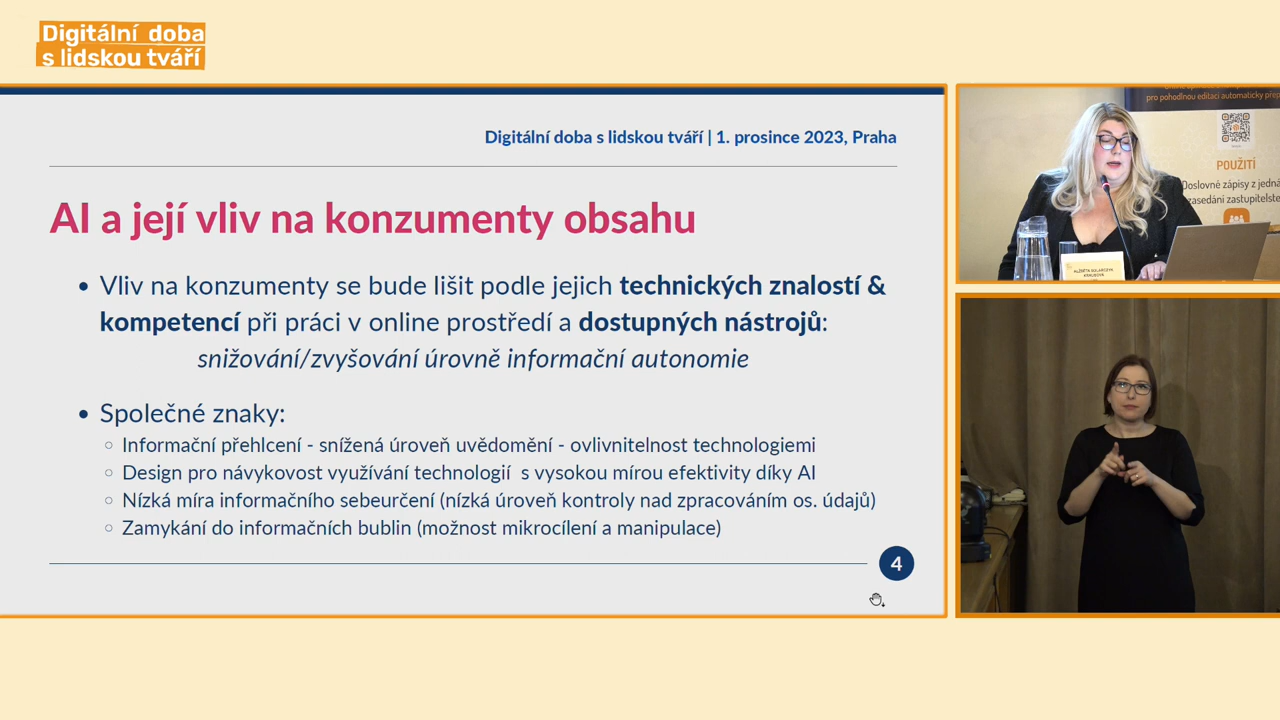 Digitální doba
s lidskou tváří
Digitální doba s lidskou tváří | 1. prosince 2023, Praha
AI a její vliv na konzumenty obsahu
• Vliv na konzumenty se bude lišit podle jejich technických znalostí &
kompetencí při práci v online prostředí a dostupných nástrojů:
snižování/zvyšování úrovně informační autonomie
• Společné znaky:
○ Informační přehlcení - snížená úroveň uvědomění - ovlivnitelnost technologiemi
○ Design pro návykovost využívání technologií s vysokou mírou efektivity díky AI
○ Nízká míra informačního sebeurčení (nízká úroveň kontroly nad zpracováním os. údajů)
○ Zamykání do informačních bublin (možnost mikrocílení a manipulace)
4
pro pohodlnou editaci automaticky
POUŽITÍ
Doslovné zápisy z
zasedání